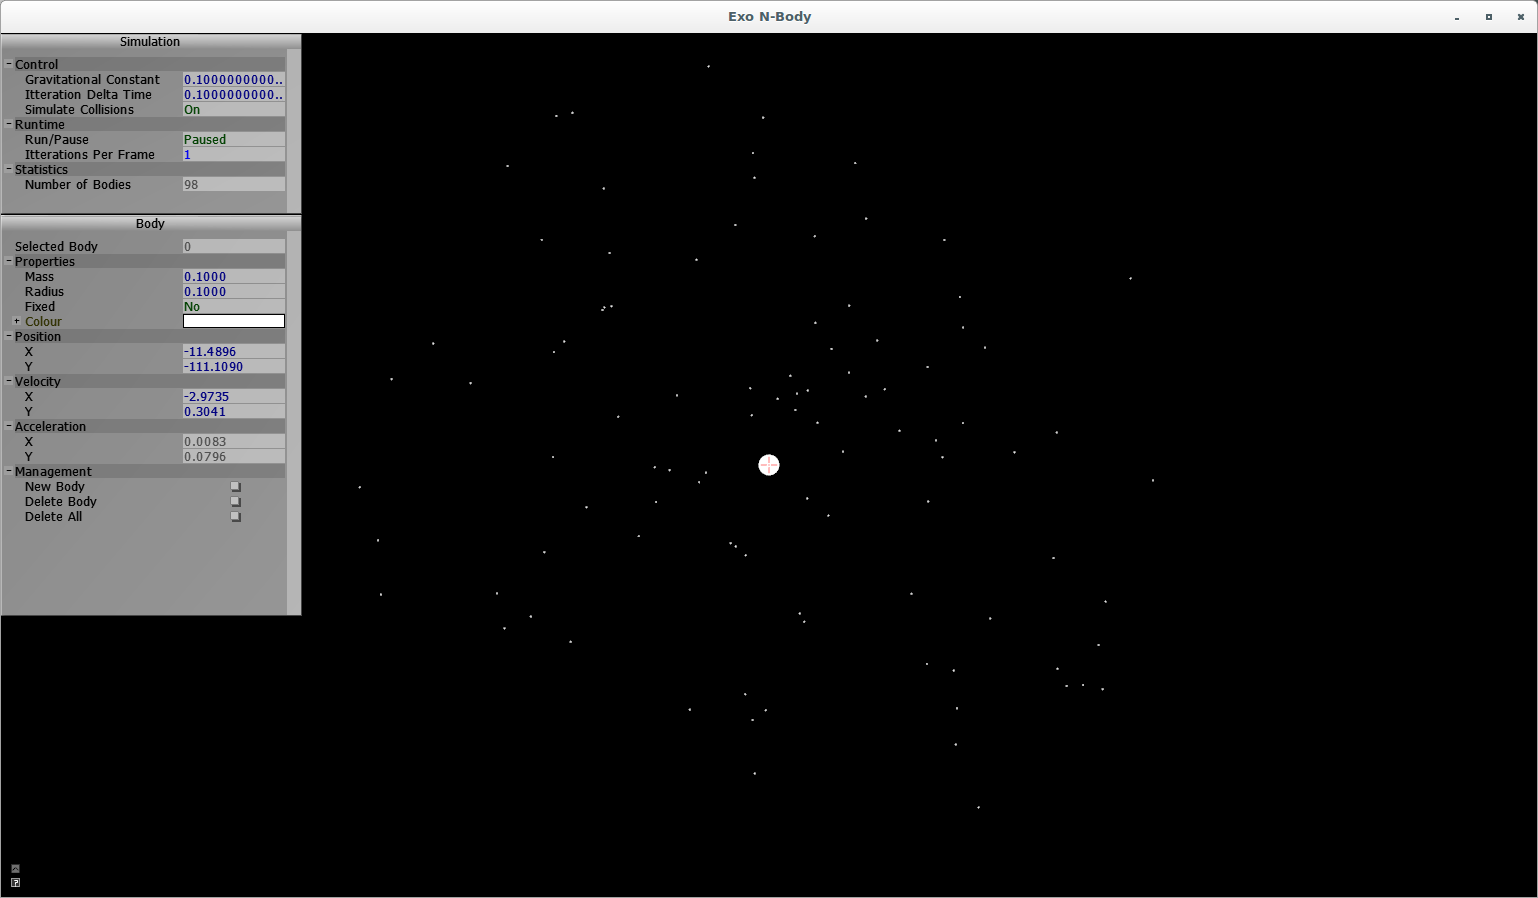 Exo N-Body
Simulation
Control
Gravitational Constant 0.1000000000..
Itteration Delta Time 0.1000000000..
Simulate Collisions On
Runtime
Run/Pause Paused
Itterations Per Frame 1
Statistics
Number of Bodies 98
Body
Selected Body 0
Properties
Mass 0.1000
Radius 0.1000
Fixed No
Colour
Position
X -11.4896
Y -111.1090
Velocity
X -2.9735
Y 0.3041
Acceleration
X 0.0083
Y 0.0796
Management
New Body
Delete Body
Delete All
?